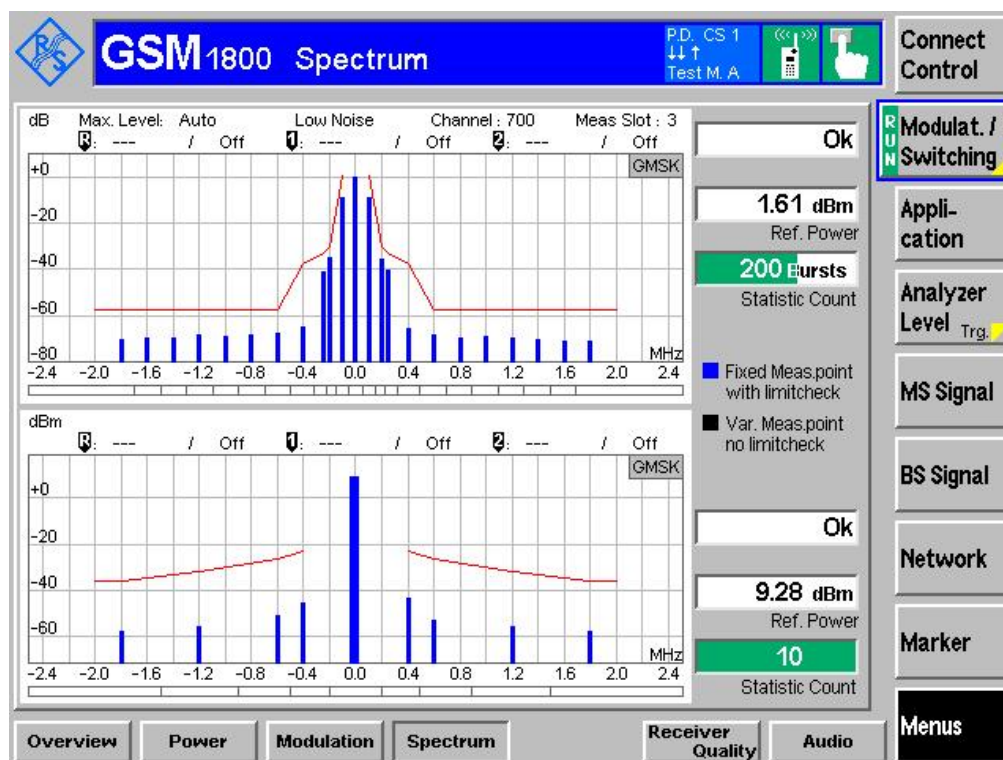 R&S
GSM 1800 Spectrum
P.D. CS 1
Test M. A
Connect Control
dB Max. Level: Auto Low Noise Channel : 700 Meas Slot : 3
R: --- / Off 1: --- / Off 2: --- / Off
GMSK
+0
-20
-40
-60
-80
MHz
-2.4 -2.0 -1.6 -1.2 -0.8 -0.4 0.0 0.4 0.8 1.2 1.6 2.0 2.4
Ok
1.61 dBm
Ref. Power
200 Bursts
Statistic Count
Fixed Meas.point
with limitcheck
Var. Meas.point
no limitcheck
dBm
R: --- / Off 1: --- / Off 2: --- / Off
GMSK
+0
-20
-40
-60
MHz
-2.4 -2.0 -1.6 -1.2 -0.8 -0.4 0.0 0.4 0.8 1.2 1.6 2.0 2.4
Ok
9.28 dBm
Ref. Power
10
Statistic Count
RUN
Modulat. /
Switching
Appli-
cation
Analyzer
Level Trg.
MS Signal
BS Signal
Network
Marker
Menus
Overview
Power
Modulation
Spectrum
Receiver
Quality
Audio